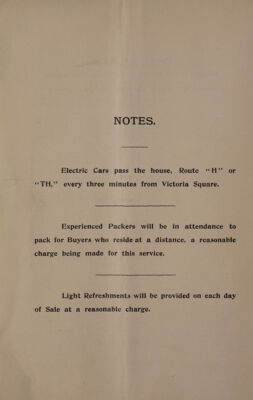 NOTES.
Electric Cars pass the house, Route "H" or
"TH," every three minutes from Victoria Square.
Experienced Packers will be in attendance to
pack for Buyers who reside at a distance, a reasonable
charge being made for this service.
Light Refreshments will be provided on each day
of Sale at a reasonable charge.